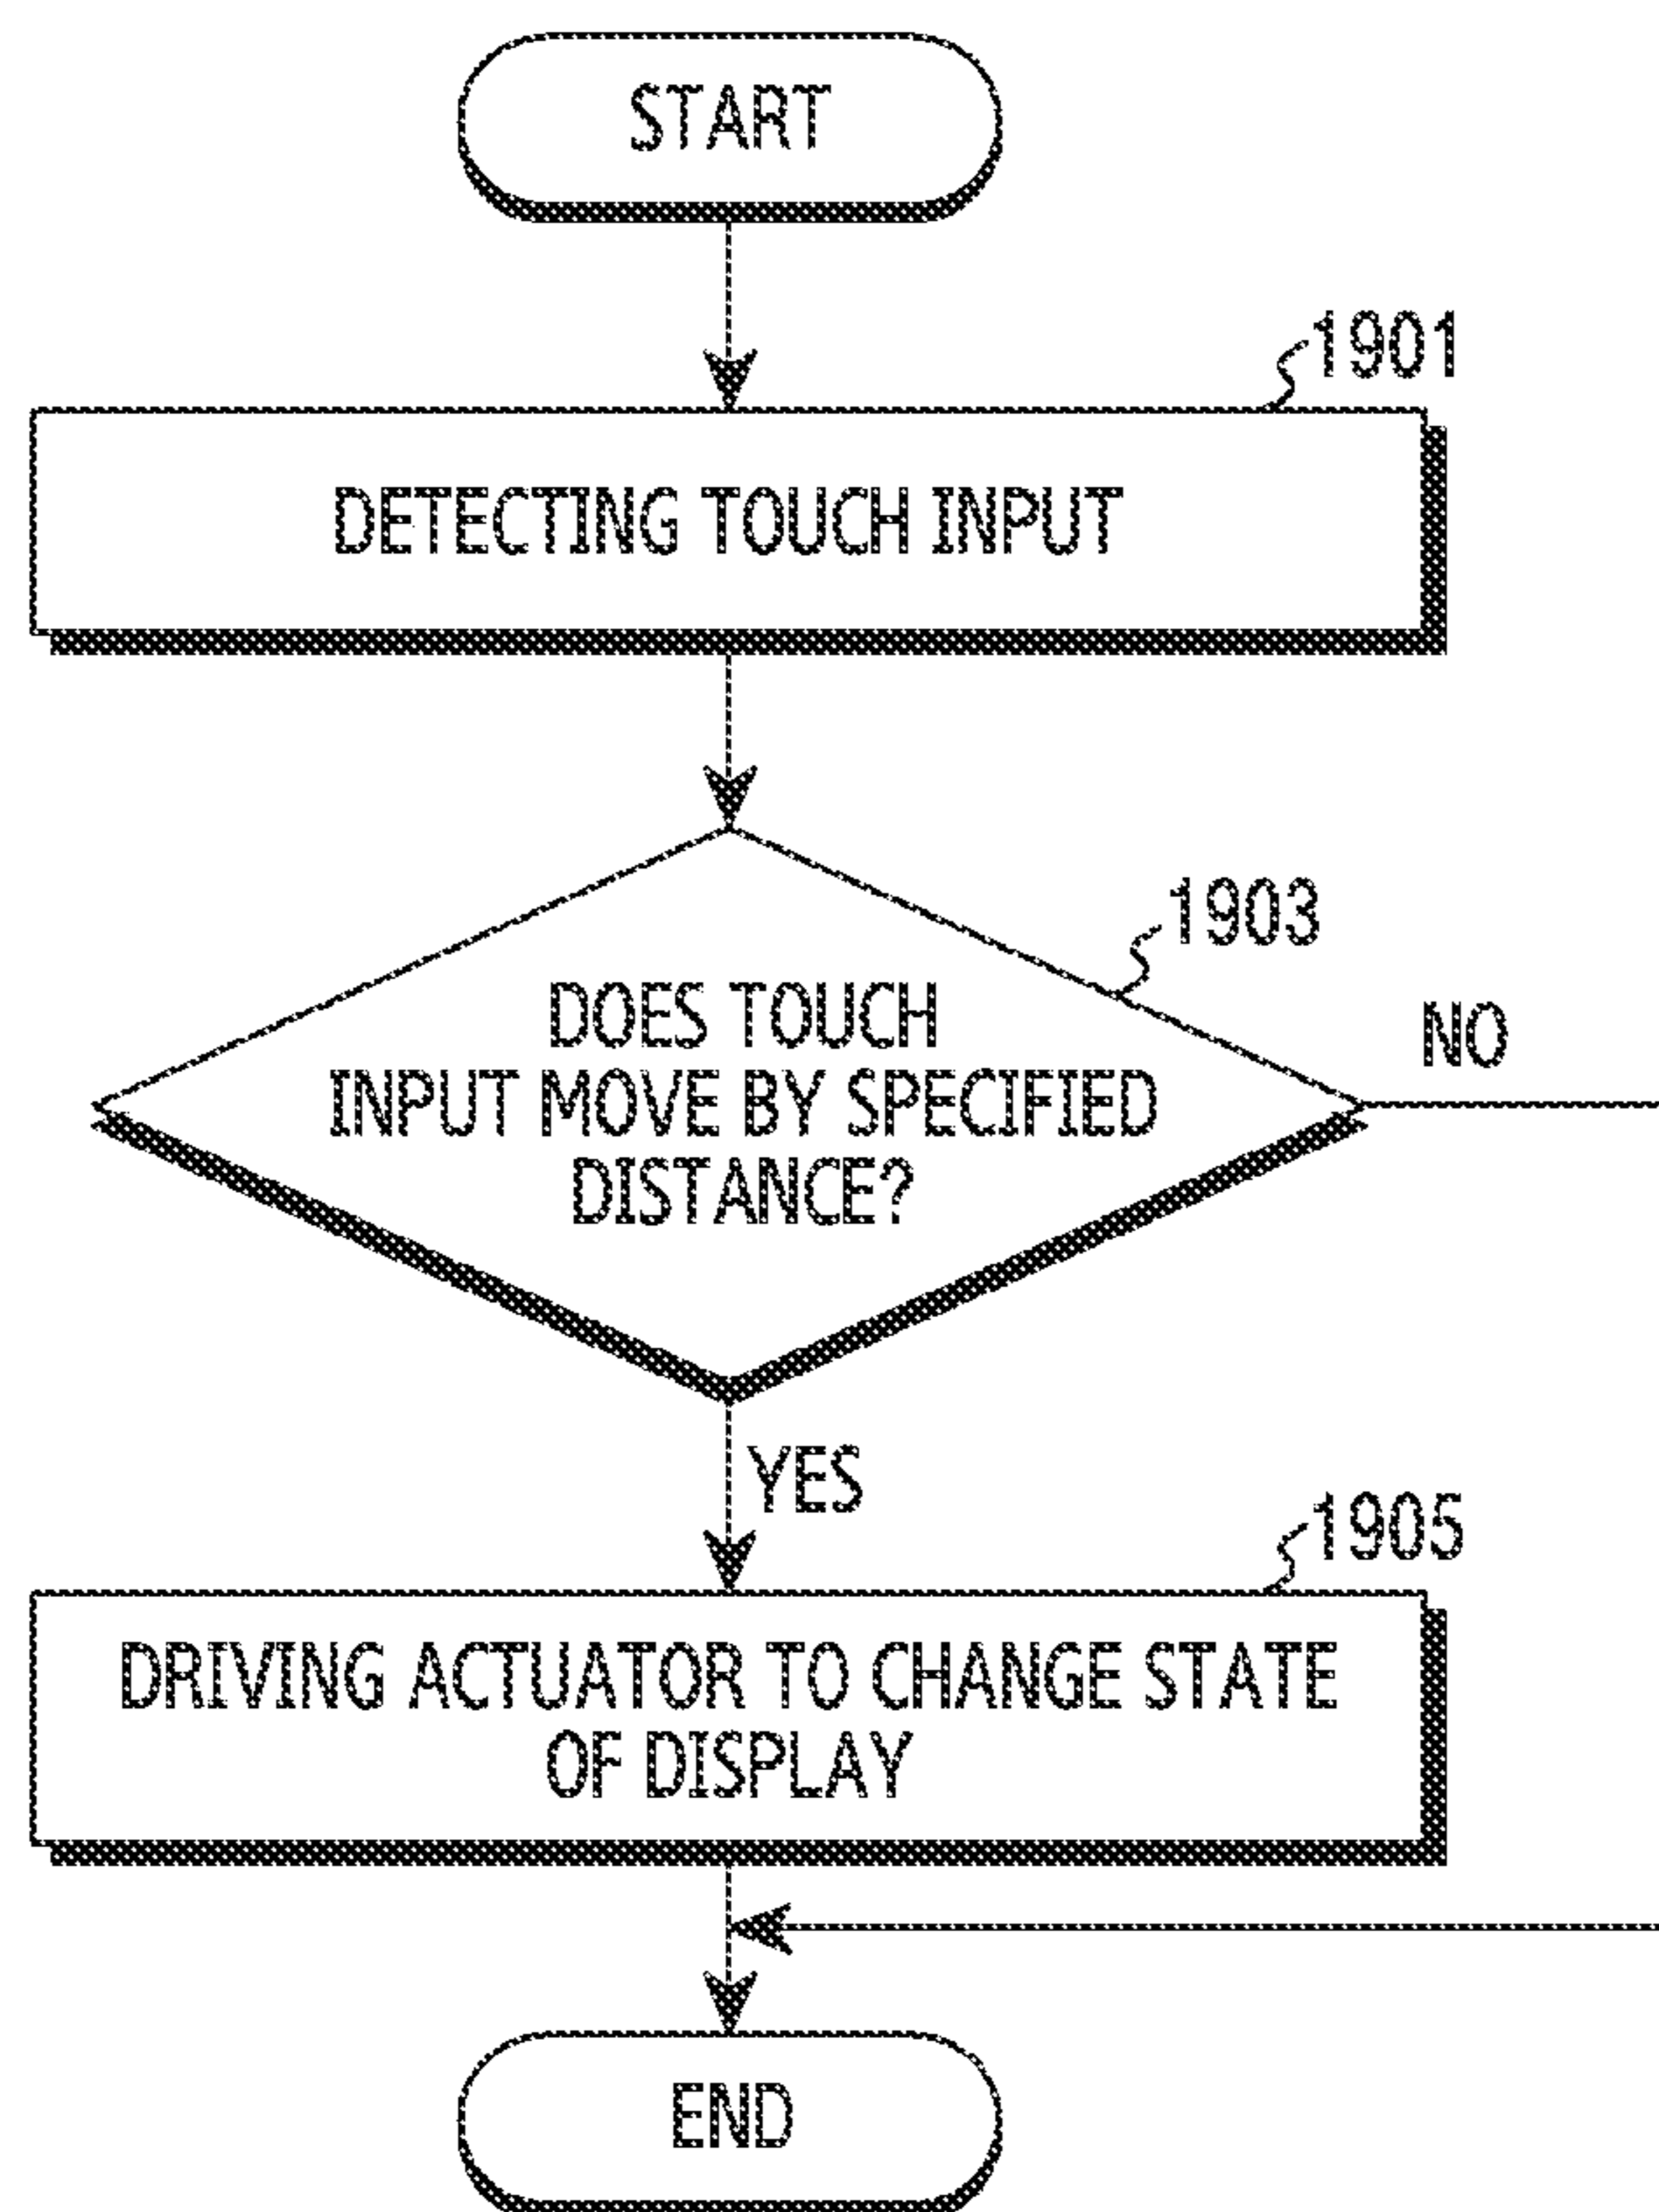 START
1901
DETECTING TOUCH INPUT
1903
DOES TOUCH
INPUT MOVE BY SPECIFIED
DISTANCE?
NO
YES
1905
DRIVING ACTUATOR TO CHANGE STATE
OF DISPLAY
END